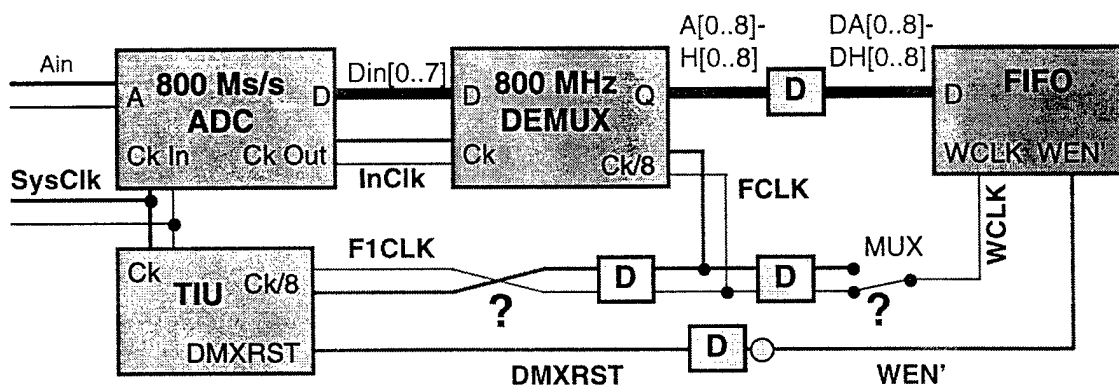 A[0..8]- DA[0..8]-
H[0..8] DH[0..8]
Ain
800 Ms/s
ADC
A
D
Ck In
Ck Out
Din[0..7]
800 MHz
DEMUX
D
Q
Ck
Ck/8
D
FIFO
D
WCLK WEN'
SysClk
InClk
FCLK
WCLK
F1CLK
MUX
Ck
Ck/8
TIU
DMXRST
?
D
D
?
D
DMXRST
WEN'